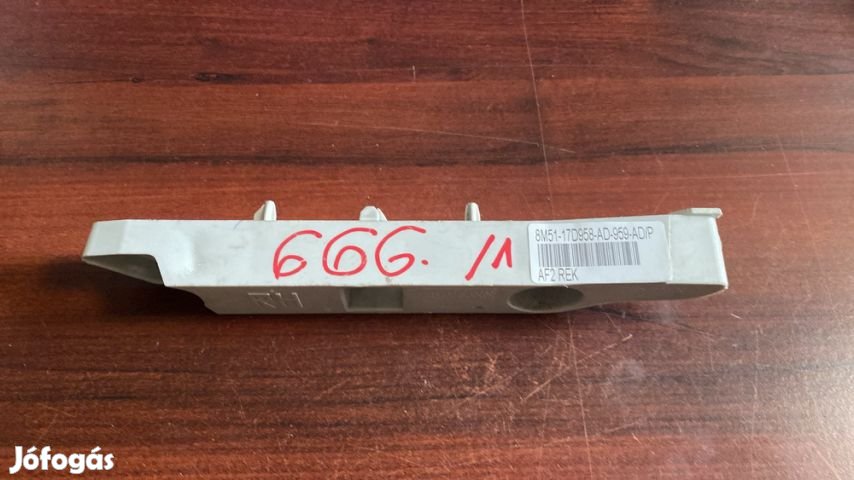 666. /1
8M51-17D958-AD-959-AD/P
AF2 REK
Jófogás